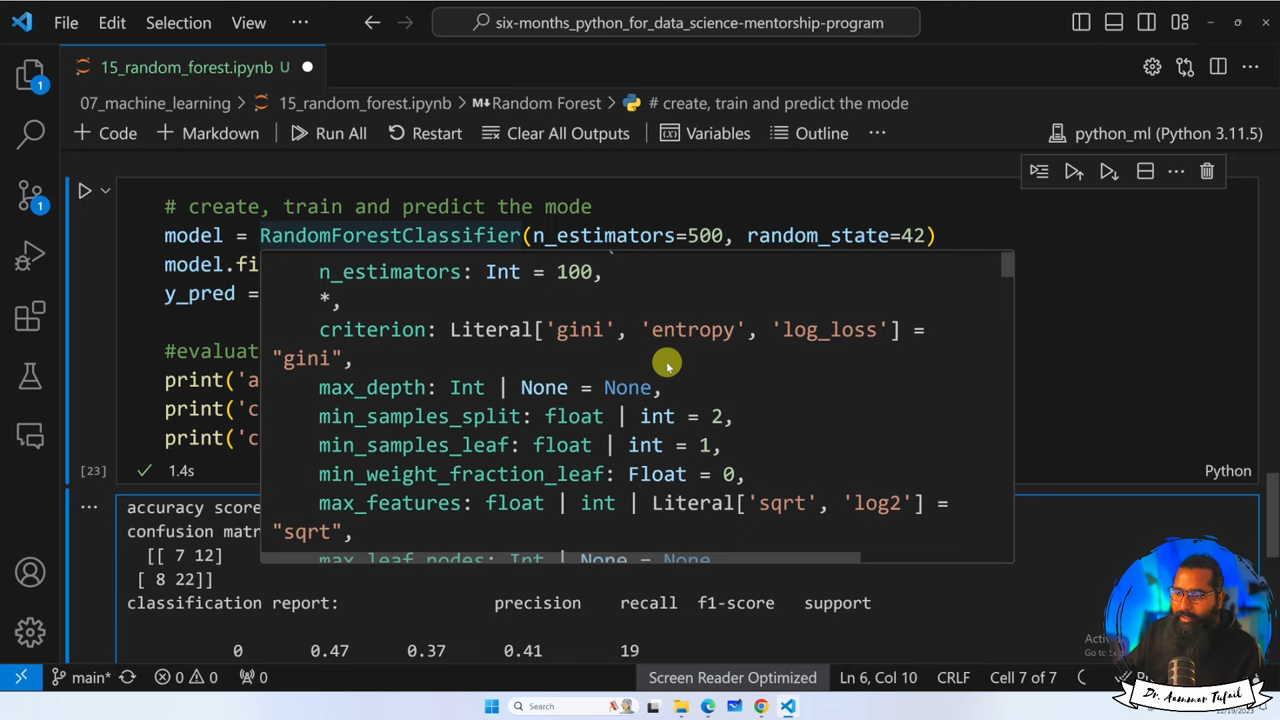 File Edit Selection View ... six-months_python_for_data_science-mentorship-program
15_random_forest.ipynb U
07_machine_learning > 15_random_forest.ipynb > M↓Random Forest > # create, train and predict the mode
+ Code + Markdown Run All Restart Clear All Outputs Variables Outline ... python_ml (Python 3.11.5)
1
# create, train and predict the mode
model = RandomForestClassifier(n_estimators=500, random_state=42)
model.fi
n_estimators: Int = 100,
y_pred =
*,
criterion: Literal['gini', 'entropy', 'log_loss'] =
#evaluat
"gini",
print('a
max_depth: Int | None = None,
print('c
min_samples_split: float | int = 2,
print('c
min_samples_leaf: float | int = 1,
min_weight_fraction_leaf: Float = 0,
max_features: float | int | Literal['sqrt', 'log2'] =
"sqrt",
max_leaf_nodes: Int | None = None
1
[23] 1.4s Python
accuracy score
confusion matr
[[ 7 12]
[ 8 22]]
classification report: precision recall f1-score support
0 0.47 0.37 0.41 19
main* 0 0 0 Screen Reader Optimized Ln 6, Col 10 CRLF Cell 7 of 7
Search
Dr. Aammar Tufail